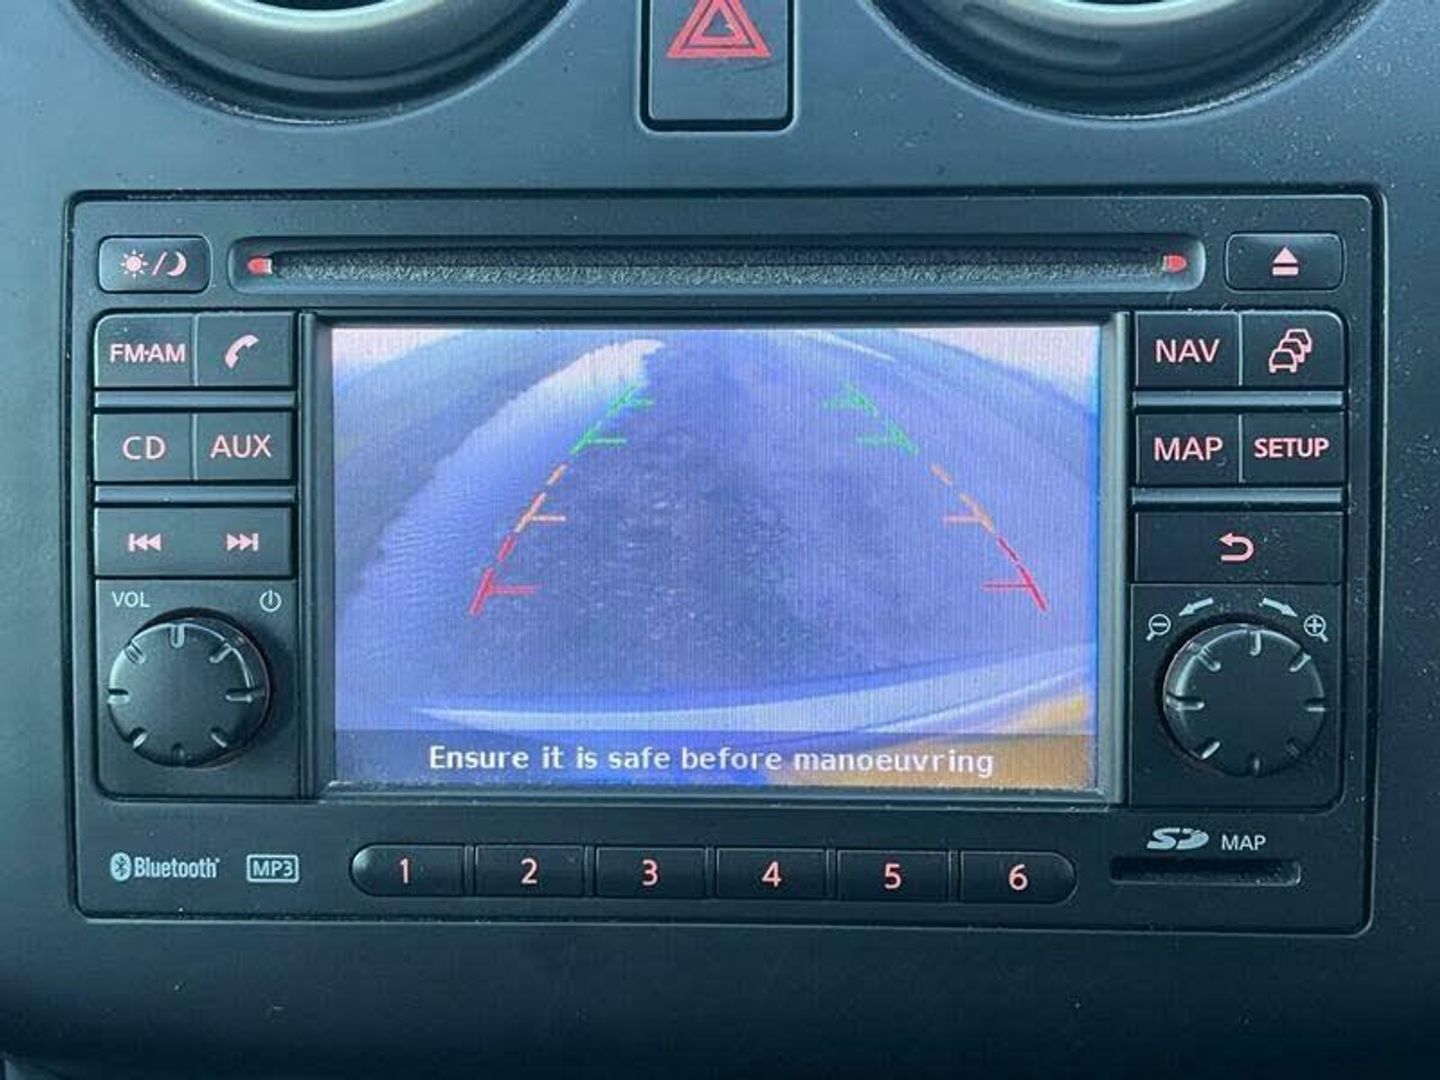 FM·AM
CD
AUX
VOL
NAV
MAP
SETUP
Ensure it is safe before manoeuvring
Bluetooth
MP3
1
2
3
4
5
6
SD
MAP